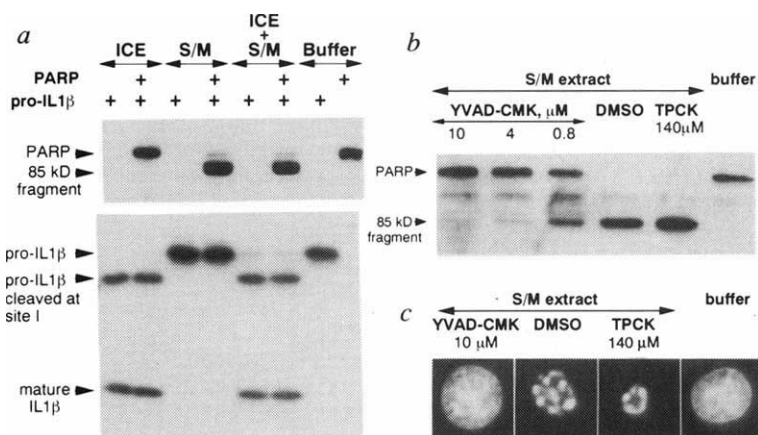 a
ICE
+
ICE S/M S/M Buffer
PARP + + + +
pro-IL1β + + + + + + +
PARP
85 kD
fragment
pro-IL1β
pro-IL1β
cleaved at
site I
mature
IL1β
b
S/M extract buffer
YVAD-CMK, μM DMSO TPCK
10 4 0.8 140μM
PARP
85 kD
fragment
c
S/M extract buffer
YVAD-CMK DMSO TPCK
10 μM 140 μM